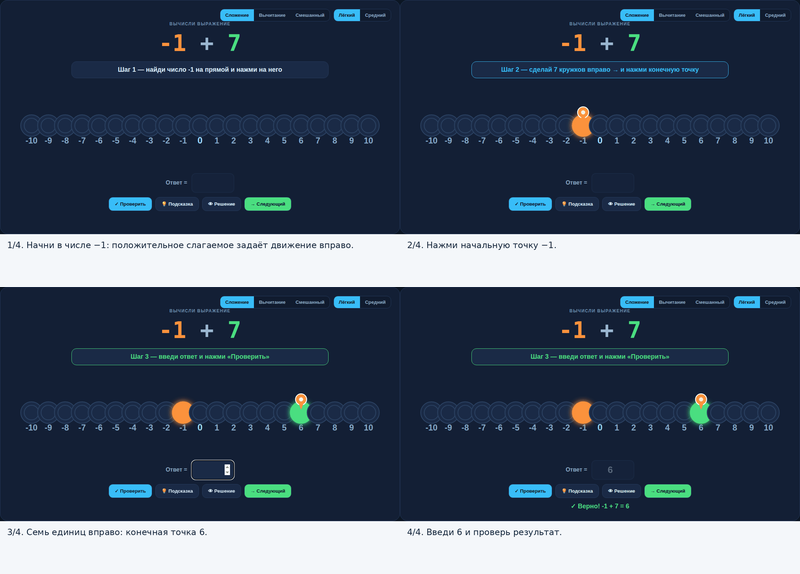 Сложение Вычитание Смешанный Лёгкий Средний
ВЫЧИСЛИ ВЫРАЖЕНИЕ
-1 + 7
Шаг 1 — найди число -1 на прямой и нажми на него
-10 -9 -8 -7 -6 -5 -4 -3 -2 -1 0 1 2 3 4 5 6 7 8 9 10
Ответ =
✓ Проверить Подсказка Решение → Следующий
1/4. Начни в числе −1: положительное слагаемое задаёт движение вправо.
Сложение Вычитание Смешанный Лёгкий Средний
ВЫЧИСЛИ ВЫРАЖЕНИЕ
-1 + 7
Шаг 2 — сделай 7 кружков вправо → и нажми конечную точку
-10 -9 -8 -7 -6 -5 -4 -3 -2 -1 0 1 2 3 4 5 6 7 8 9 10
Ответ =
✓ Проверить Подсказка Решение → Следующий
2/4. Нажми начальную точку −1.
Сложение Вычитание Смешанный Лёгкий Средний
ВЫЧИСЛИ ВЫРАЖЕНИЕ
-1 + 7
Шаг 3 — введи ответ и нажми «Проверить»
-10 -9 -8 -7 -6 -5 -4 -3 -2 -1 0 1 2 3 4 5 6 7 8 9 10
Ответ =
✓ Проверить Подсказка Решение → Следующий
3/4. Семь единиц вправо: конечная точка 6.
Сложение Вычитание Смешанный Лёгкий Средний
ВЫЧИСЛИ ВЫРАЖЕНИЕ
-1 + 7
Шаг 3 — введи ответ и нажми «Проверить»
-10 -9 -8 -7 -6 -5 -4 -3 -2 -1 0 1 2 3 4 5 6 7 8 9 10
Ответ = 6
✓ Проверить Подсказка Решение → Следующий
✓ Верно! -1 + 7 = 6
4/4. Введи 6 и проверь результат.